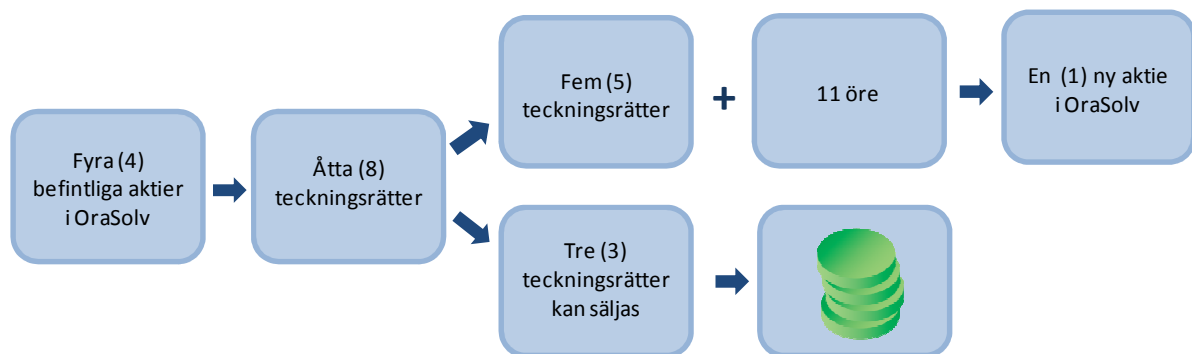 Fyra (4)
befintliga aktier
i OraSolv
Åtta (8)
teckningsrätter
Fem (5)
teckningsrätter
+
11 öre
En (1) ny aktie
i OraSolv
Tre (3)
teckningsrätter
kan säljas